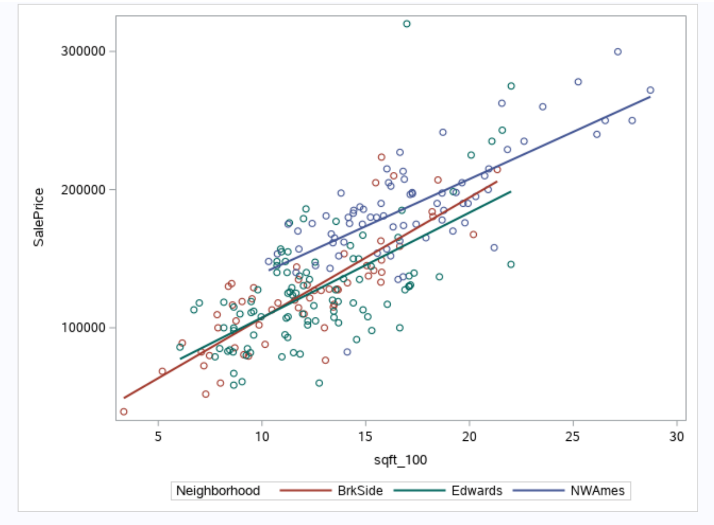 300000
200000
100000
SalePrice
5 10 15 20 25 30
sqft_100
Neighborhood BrkSide Edwards NWAmes